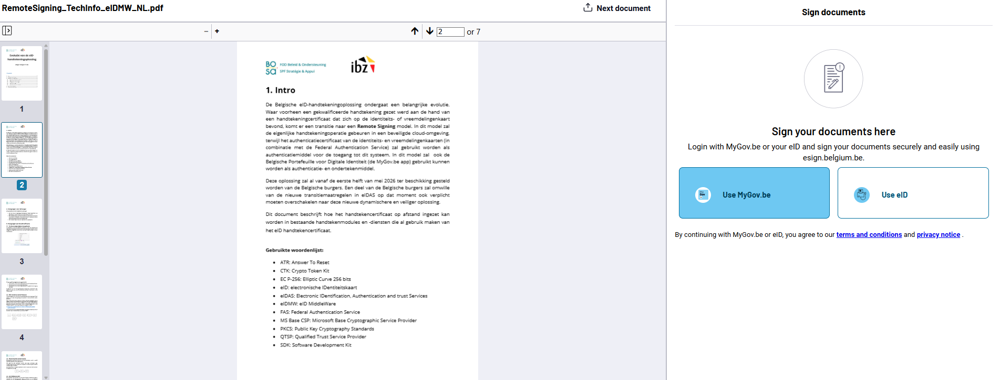 RemoteSigning_TechInfo_eIDMW_NL.pdf
Next document
− +
2 or 7
Evolutie van de eID-
handtekeningoplossing
1
2
3
4
BOSA FOD Beleid & Ondersteuning
SPF Stratégie & Appui
ibz
1. Intro
De Belgische eID-handtekeningoplossing ondergaat een belangrijke evolutie.
Waar voorheen een gekwalificeerde handtekening gezet werd aan de hand van
een handtekeningcertificaat dat zich op de identiteits- of vreemdelingenkaart
bevond, komt er een transitie naar een Remote Signing model. In dit model zal
de eigenlijke handtekeningoperatie gebeuren in een beveiligde cloud-omgeving,
terwijl het authenticatiecertificaat van de identiteits- en vreemdelingenkaarten (in
combinatie met de Federal Authentication Service) zal gebruikt worden als
authenticatiemiddel voor de toegang tot dit systeem. In dit model zal ook de
Belgische Portefeuille voor Digitale Identiteit (de MyGov.be app) gebruikt kunnen
worden als authenticatie- en ondertekenmiddel.
Deze oplossing zal al vanaf de eerste helft van mei 2026 ter beschikking gesteld
worden van de Belgische burgers. Een deel van de Belgische burgers zal omwille
van de nieuwe transitiemaatregelen in eIDAS op dat moment ook verplicht
moeten overschakelen naar deze nieuwe dynamischere en veiliger oplossing.
Dit document beschrijft hoe het handtekencertificaat op afstand ingezet kan
worden in bestaande handtekenmodules en -diensten die al gebruik maken van
het eID handtekencertificaat.
Gebruikte woordenlijst:
• ATR: Answer To Reset
• CTK: Crypto Token Kit
• EC P-256: Elliptic Curve 256 bits
• eID: electronische IDentiteitskaart
• eIDAS: Electronic IDentification, Authentication and trust Services
• eIDMW: eID MiddleWare
• FAS: Federal Authentication Service
• MS Base CSP: Microsoft Base Cryptographic Service Provider
• PKCS: Public Key Cryptography Standards
• QTSP: Qualified Trust Service Provider
• SDK: Software Development Kit
Sign documents
Sign your documents here
Login with MyGov.be or your eID and sign your documents securely and easily using
esign.belgium.be.
my Gov
Use MyGov.be
Use eID
By continuing with MyGov.be or eID, you agree to our terms and conditions and privacy notice .